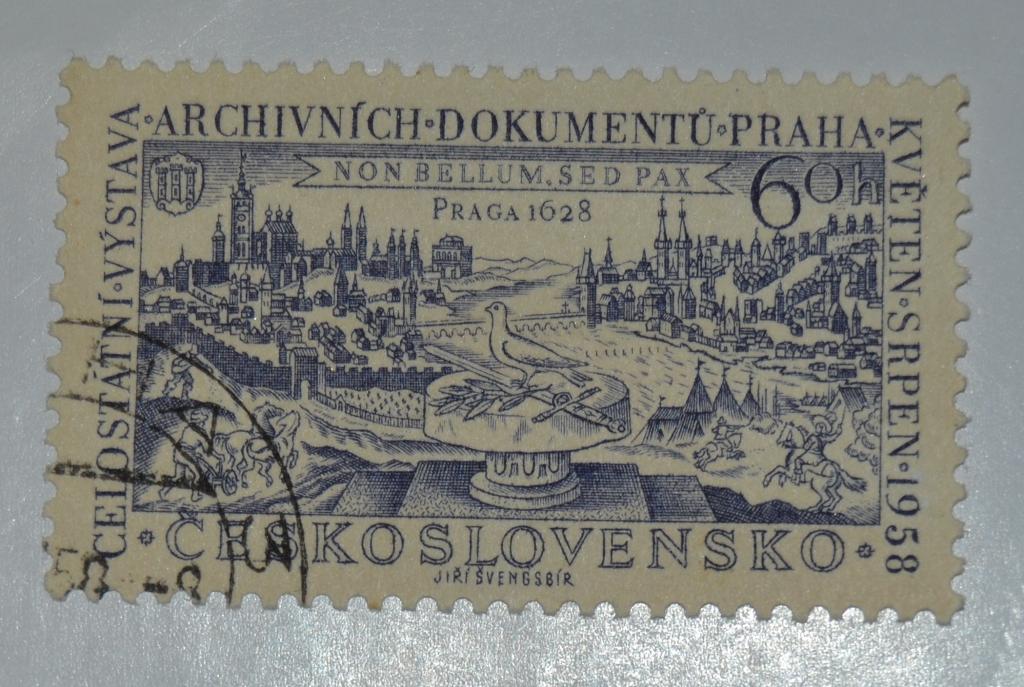 CELOSTÁTNÍ·VÝSTAVA
·ARCHIVNÍCH·DOKUMENTŮ·PRAHA·
KVĚTEN·SRPEN·1958
NON BELLUM, SED PAX
60h
PRAGA 1628
*ČESKOSLOVENSKO*
JIŘÍ ŠVENGSBÍR